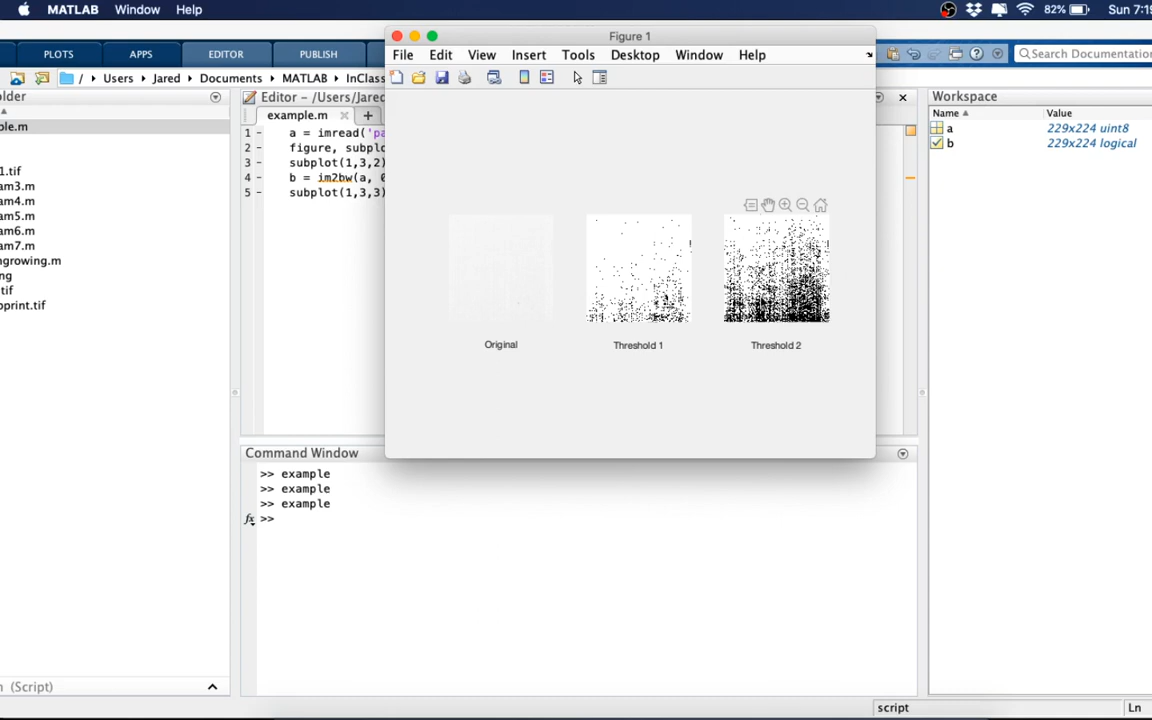 MATLAB Window Help 82% Sun 7:19
PLOTS APPS EDITOR PUBLISH
Search Documentation
/ Users Jared Documents MATLAB InClass
older
ple.m
1.tif
am3.m
am4.m
am5.m
am6.m
am7.m
ngrowing.m
ng
tif
pprint.tif
n (Script)
Editor - /Users/Jared
example.m
1 - a = imread('pa
2 - figure, subplo
3 - subplot(1,3,2)
4 - b = im2bw(a, 0
5 - subplot(1,3,3)
Figure 1
File Edit View Insert Tools Desktop Window Help
Original
Threshold 1
Threshold 2
Command Window
>> example
>> example
>> example
fx >>
Workspace
Name Value
a 229x224 uint8
b 229x224 logical
script Ln